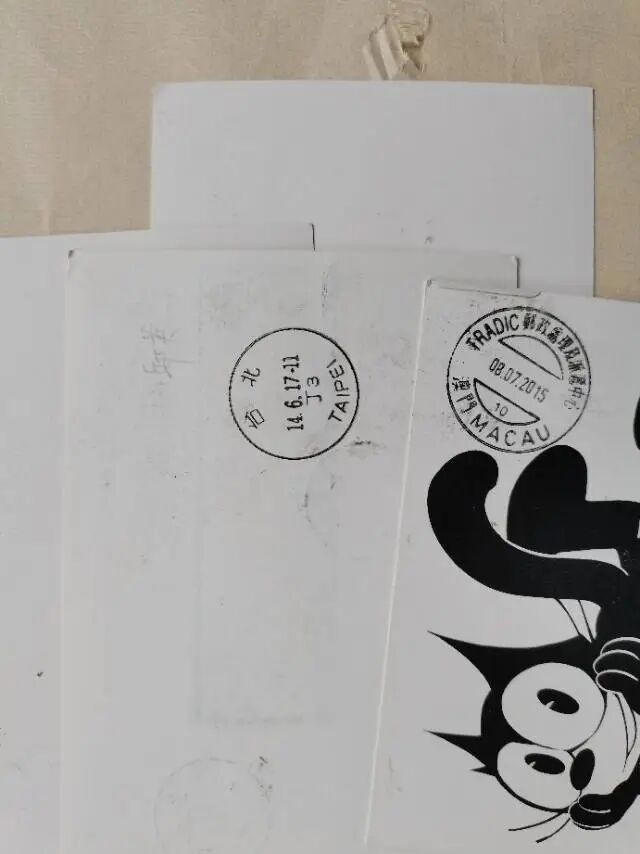 台北
14.6.17-11
J3
TAIPEI
TRADIC
08.07.2015
10
澳門 MACAU